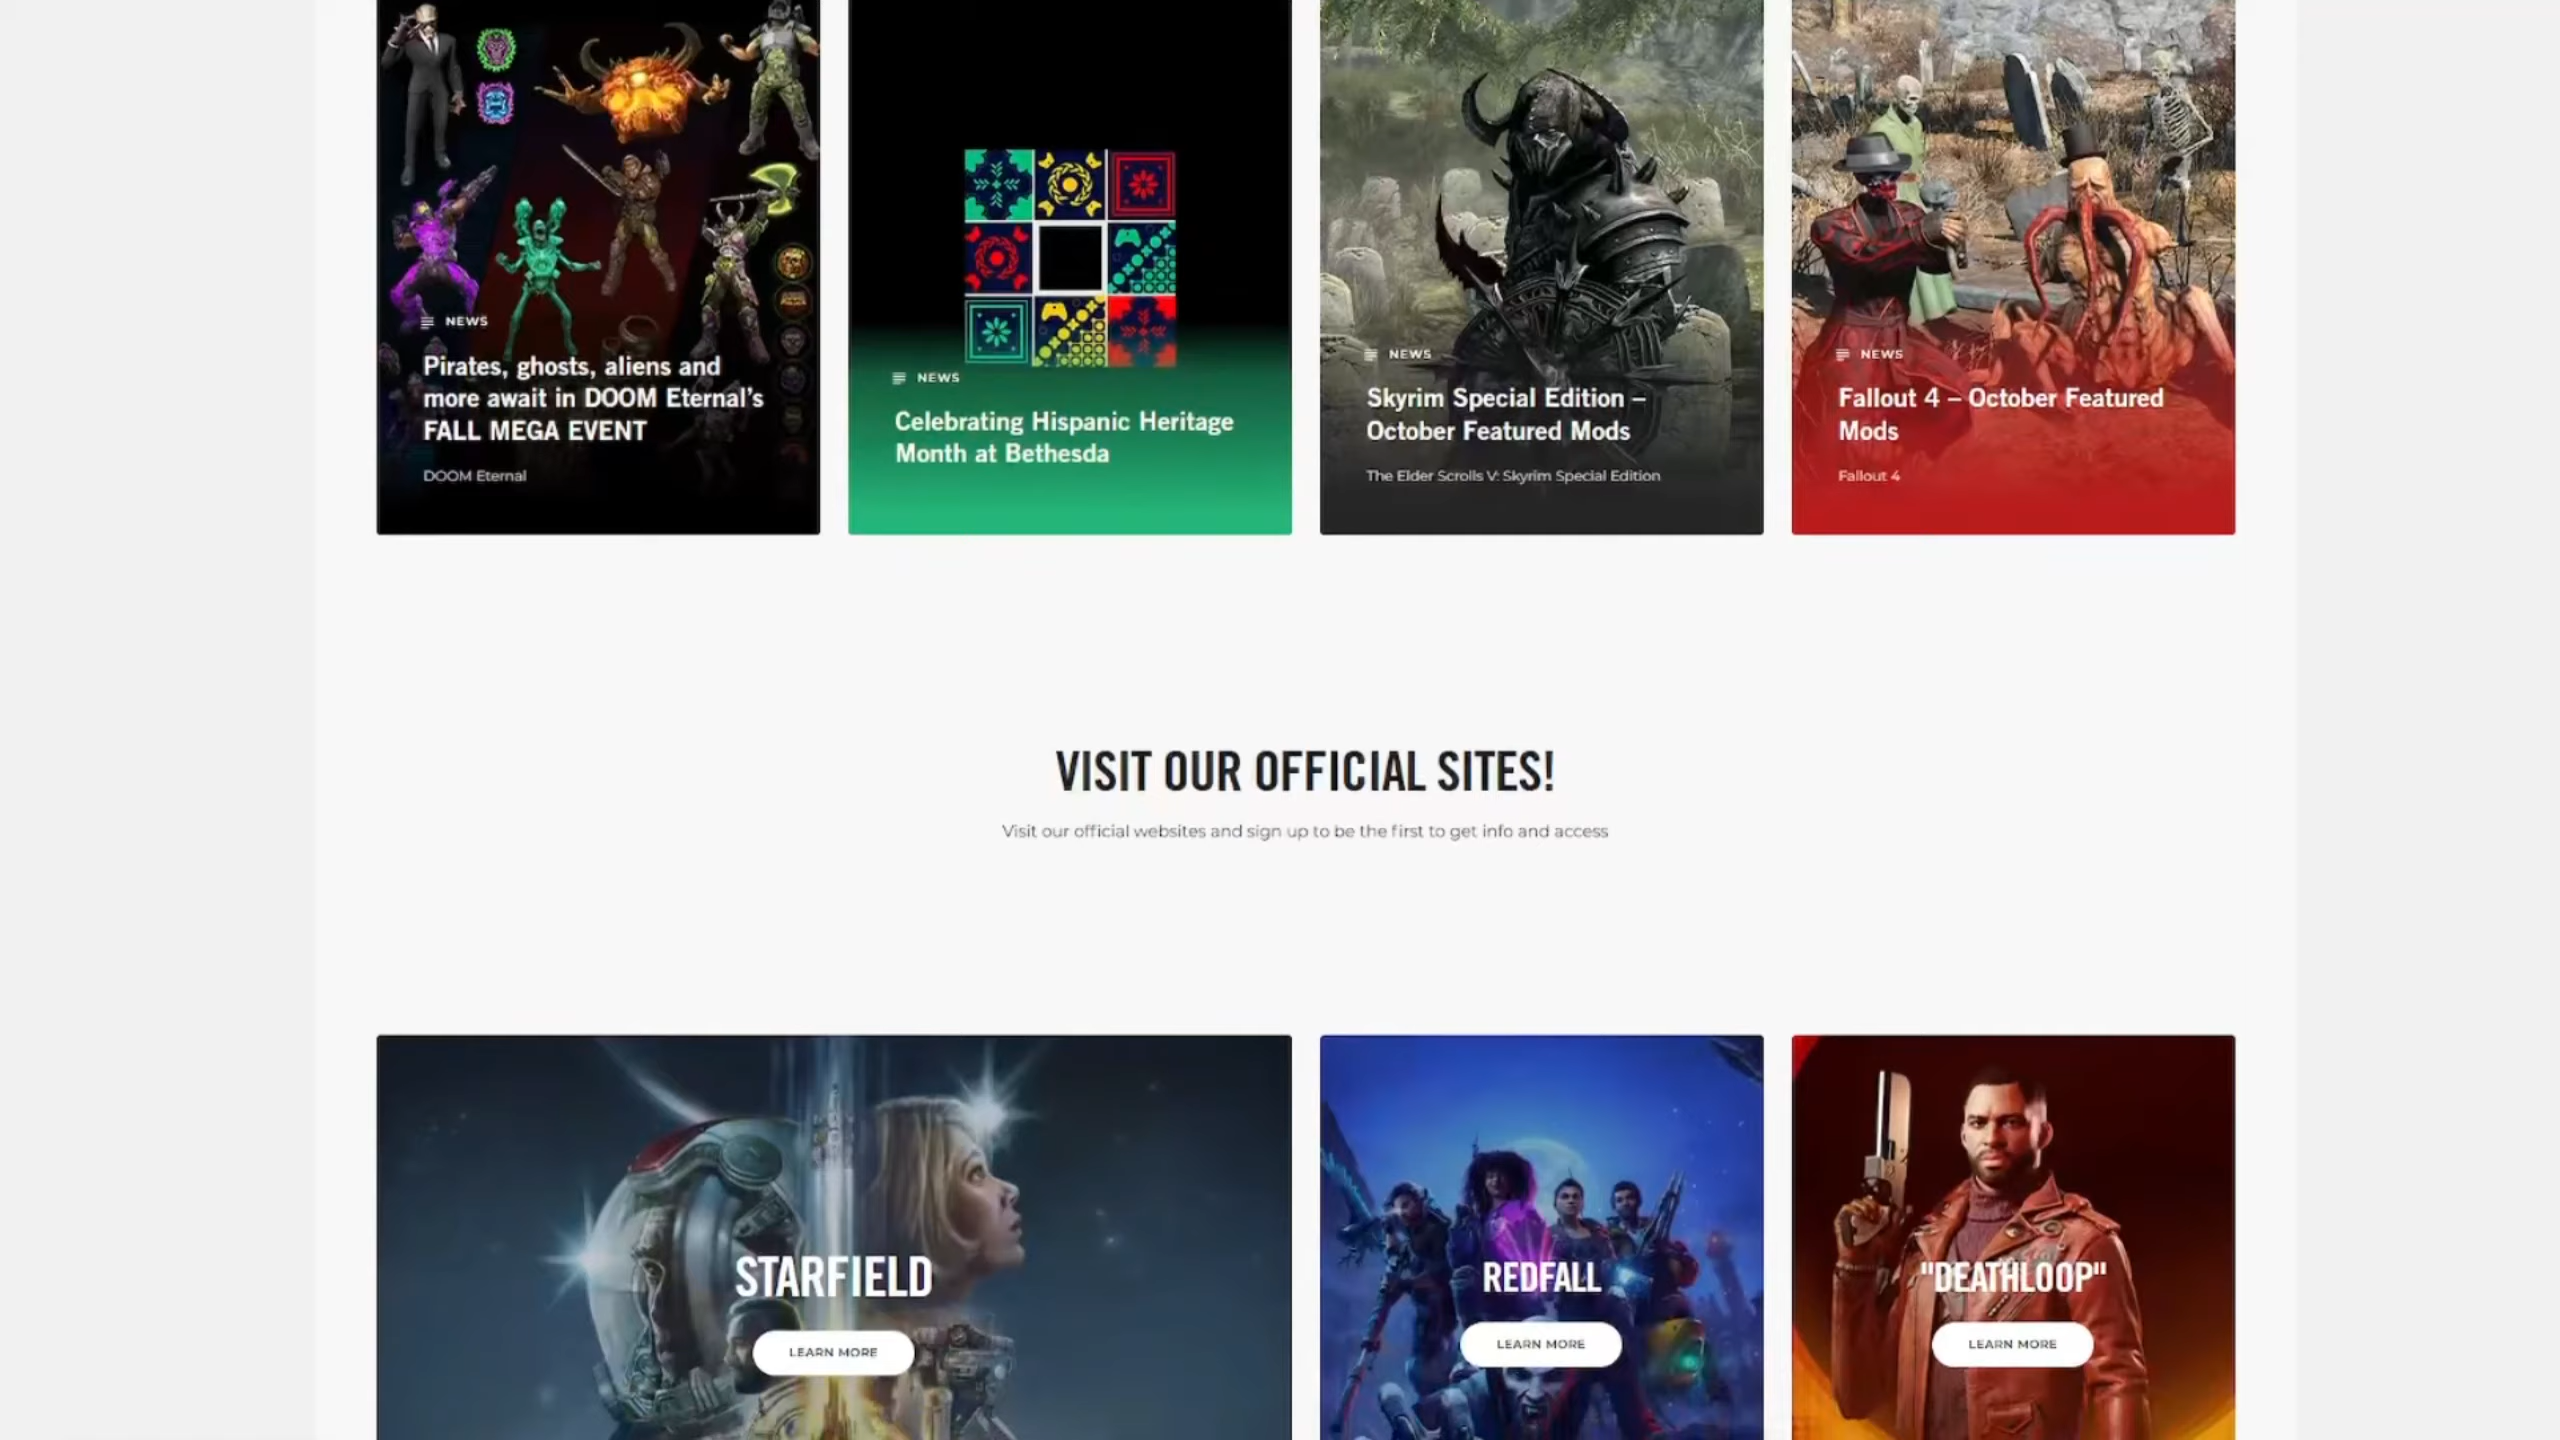 NEWS
Pirates, ghosts, aliens and
more await in DOOM Eternal’s
FALL MEGA EVENT
DOOM Eternal
NEWS
Celebrating Hispanic Heritage
Month at Bethesda
NEWS
Skyrim Special Edition –
October Featured Mods
The Elder Scrolls V: Skyrim Special Edition
NEWS
Fallout 4 – October Featured
Mods
Fallout 4
VISIT OUR OFFICIAL SITES!
Visit our official websites and sign up to be the first to get info and access
STARFIELD
LEARN MORE
REDFALL
LEARN MORE
"DEATHLOOP"
LEARN MORE